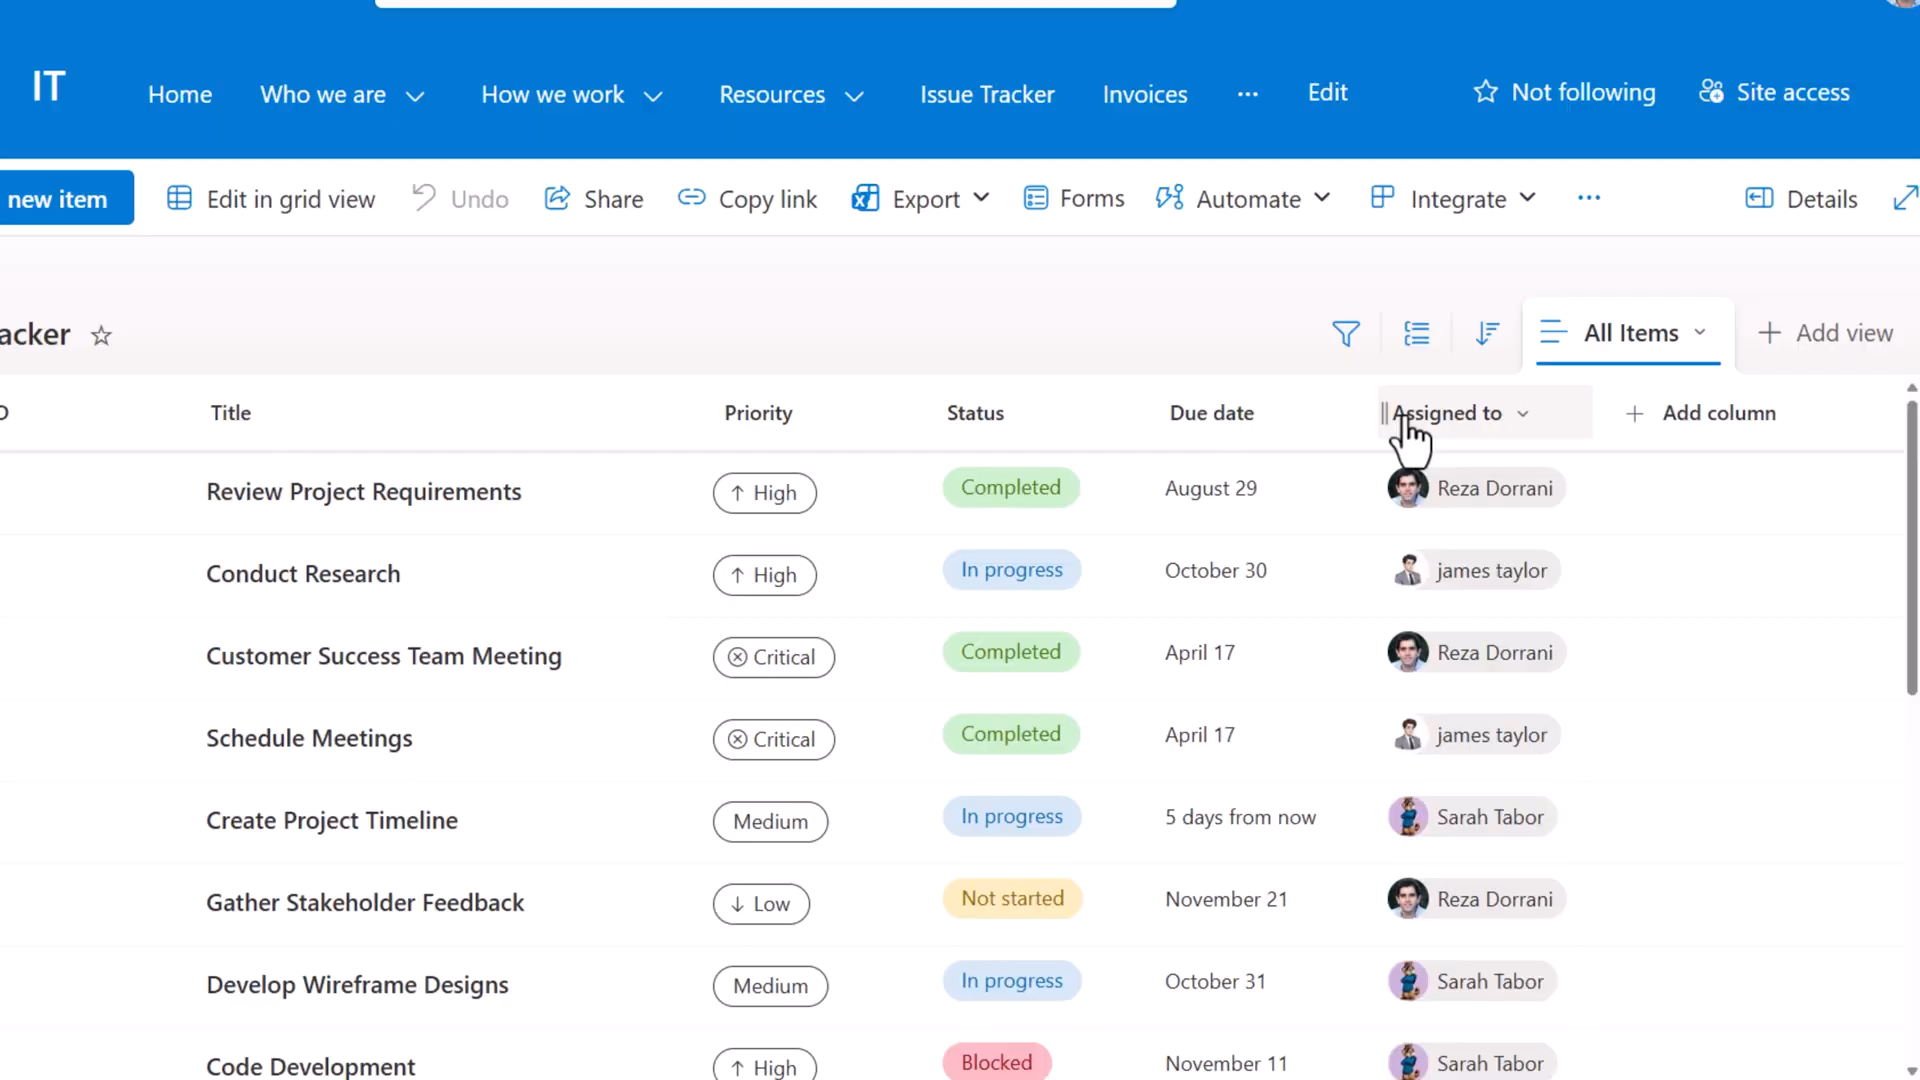 IT
Home Who we are How we work Resources Issue Tracker Invoices ... Edit Not following Site access
new item Edit in grid view Undo Share Copy link Export Forms Automate Integrate ... Details
acker All Items + Add view
Title Priority Status Due date Assigned to + Add column
Review Project Requirements ↑ High Completed August 29 Reza Dorrani
Conduct Research ↑ High In progress October 30 james taylor
Customer Success Team Meeting Critical Completed April 17 Reza Dorrani
Schedule Meetings Critical Completed April 17 james taylor
Create Project Timeline Medium In progress 5 days from now Sarah Tabor
Gather Stakeholder Feedback ↓ Low Not started November 21 Reza Dorrani
Develop Wireframe Designs Medium In progress October 31 Sarah Tabor
Code Development ↑ High Blocked November 11 Sarah Tabor